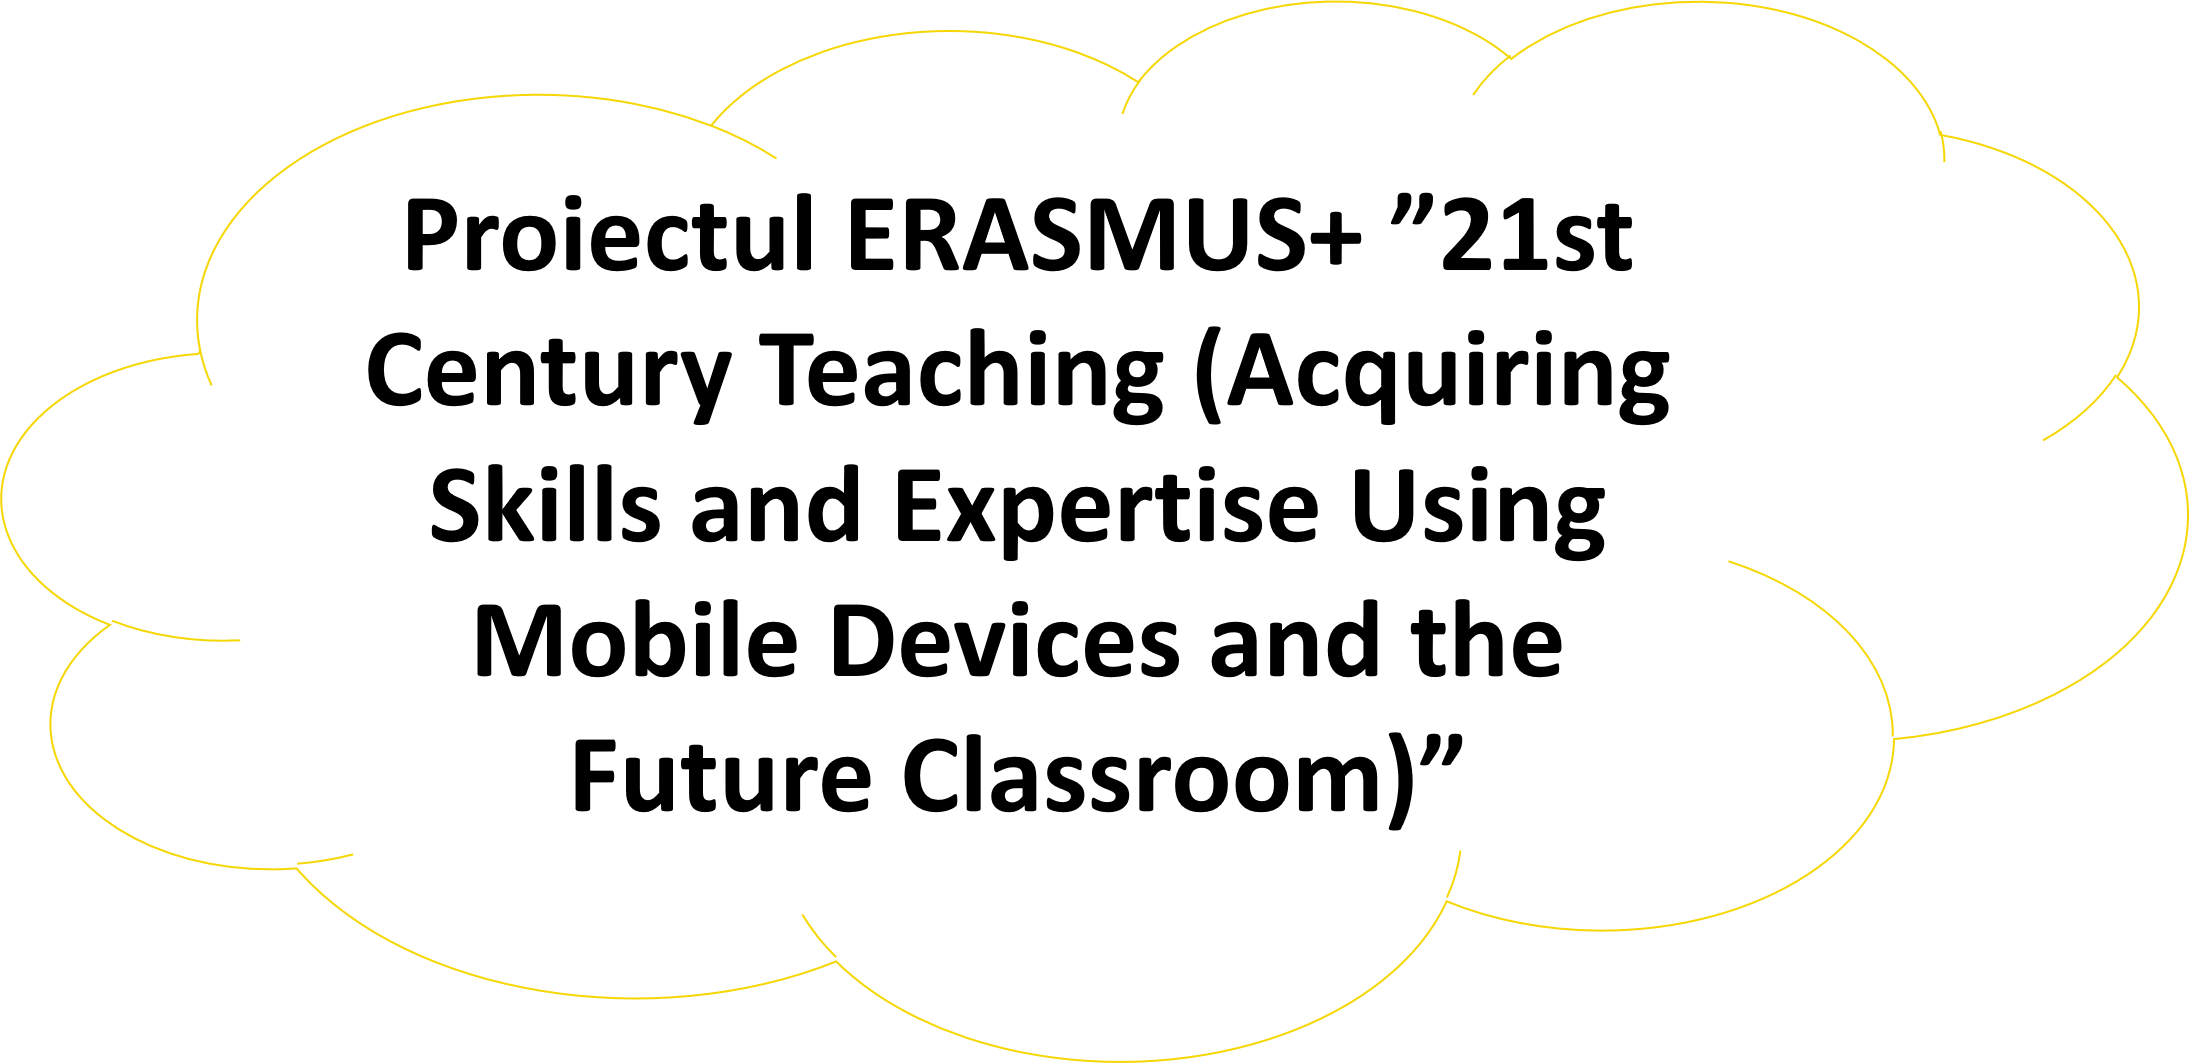 Proiectul ERASMUS+ ”21st
Century Teaching (Acquiring
Skills and Expertise Using
Mobile Devices and the
Future Classroom)”